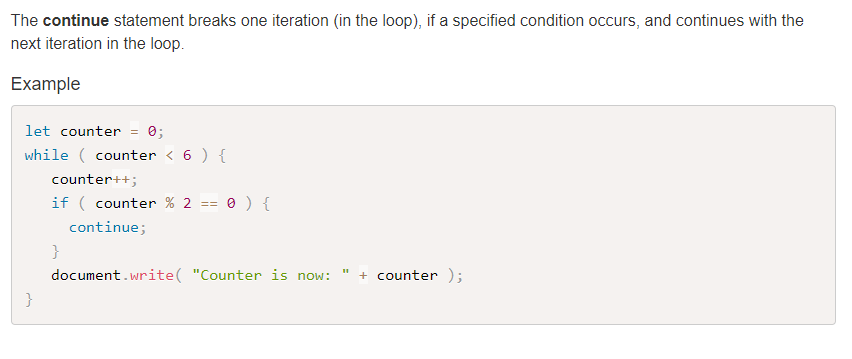 The continue statement breaks one iteration (in the loop), if a specified condition occurs, and continues with the
next iteration in the loop.
Example
let counter = 0;
while ( counter < 6 ) {
   counter++;
   if ( counter % 2 == 0 ) {
     continue;
   }
   document.write( "Counter is now: " + counter );
}